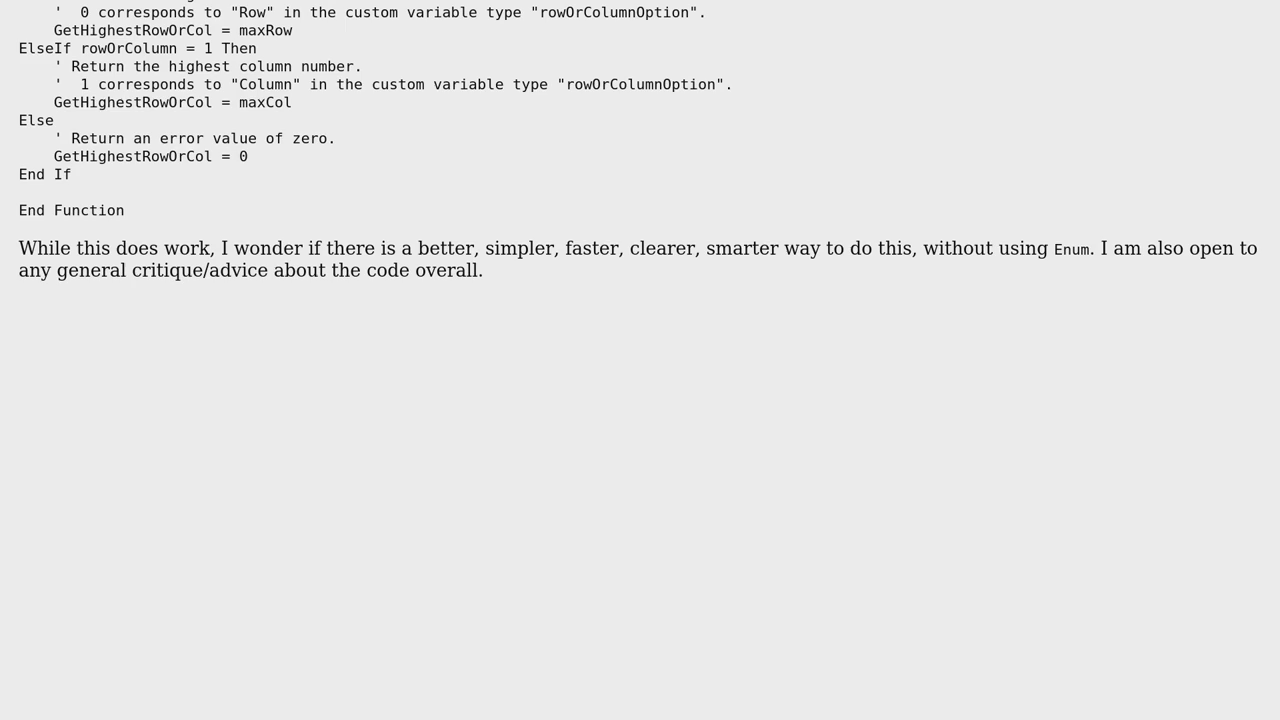 '  0 corresponds to "Row" in the custom variable type "rowOrColumnOption".
    GetHighestRowOrCol = maxRow
ElseIf rowOrColumn = 1 Then
    ' Return the highest column number.
    '  1 corresponds to "Column" in the custom variable type "rowOrColumnOption".
    GetHighestRowOrCol = maxCol
Else
    ' Return an error value of zero.
    GetHighestRowOrCol = 0
End If
End Function
While this does work, I wonder if there is a better, simpler, faster, clearer, smarter way to do this, without using Enum. I am also open to
any general critique/advice about the code overall.